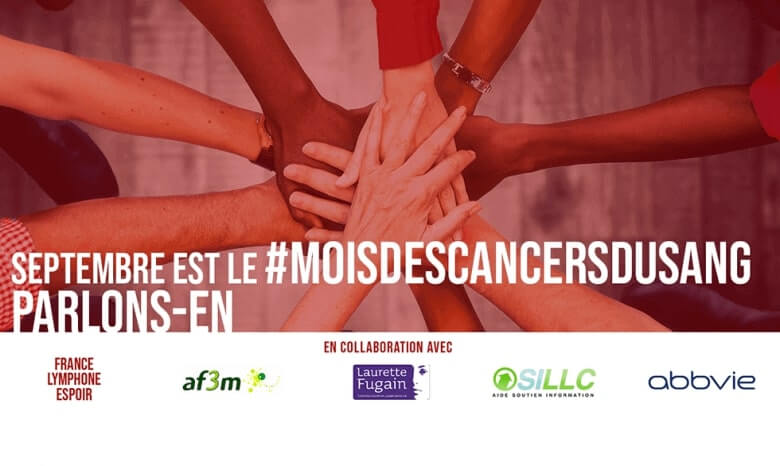 SEPTEMBRE EST LE #MOISDESCANCERSDUSANG
PARLONS-EN
EN COLLABORATION AVEC
FRANCE
LYMPHONE
ESPOIR
af3m
Laurette
Fugain
SILLC
AIDE SOUTIEN INFORMATION
abbvie